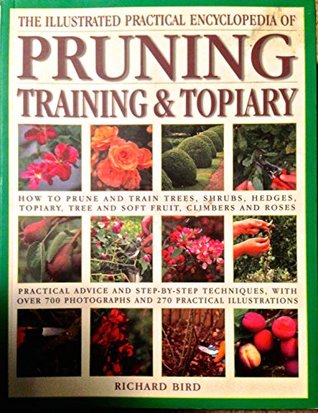 THE ILLUSTRATED PRACTICAL ENCYCLOPEDIA OF
PRUNING
TRAINING & TOPIARY
HOW TO PRUNE AND TRAIN TREES, SHRUBS, HEDGES,
TOPIARY, TREE AND SOFT FRUIT, CLIMBERS AND ROSES
PRACTICAL ADVICE AND STEP-BY-STEP TECHNIQUES, WITH
OVER 700 PHOTOGRAPHS AND 270 PRACTICAL ILLUSTRATIONS
RICHARD BIRD